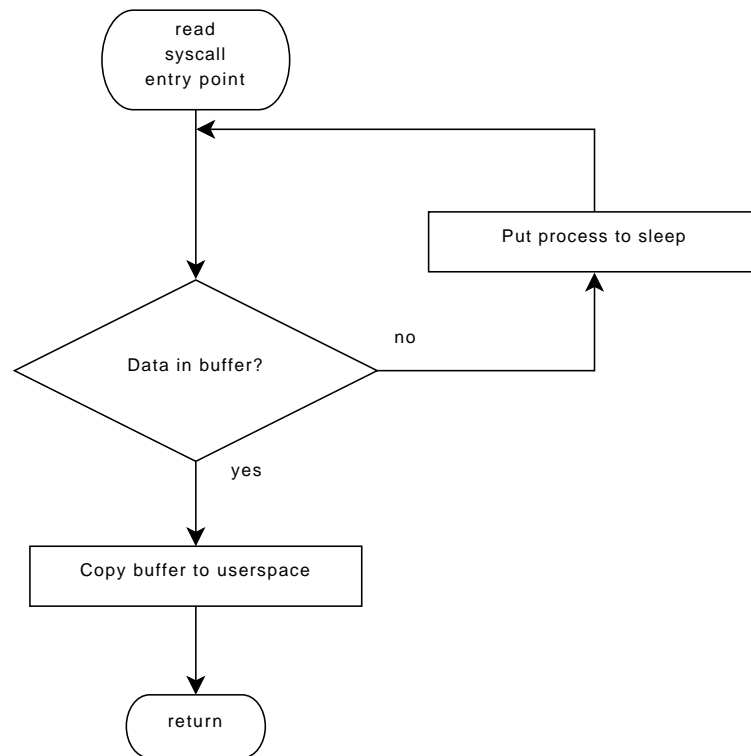 read
syscall
entry point
Put process to sleep
no
Data in buffer?
yes
Copy buffer to userspace
return